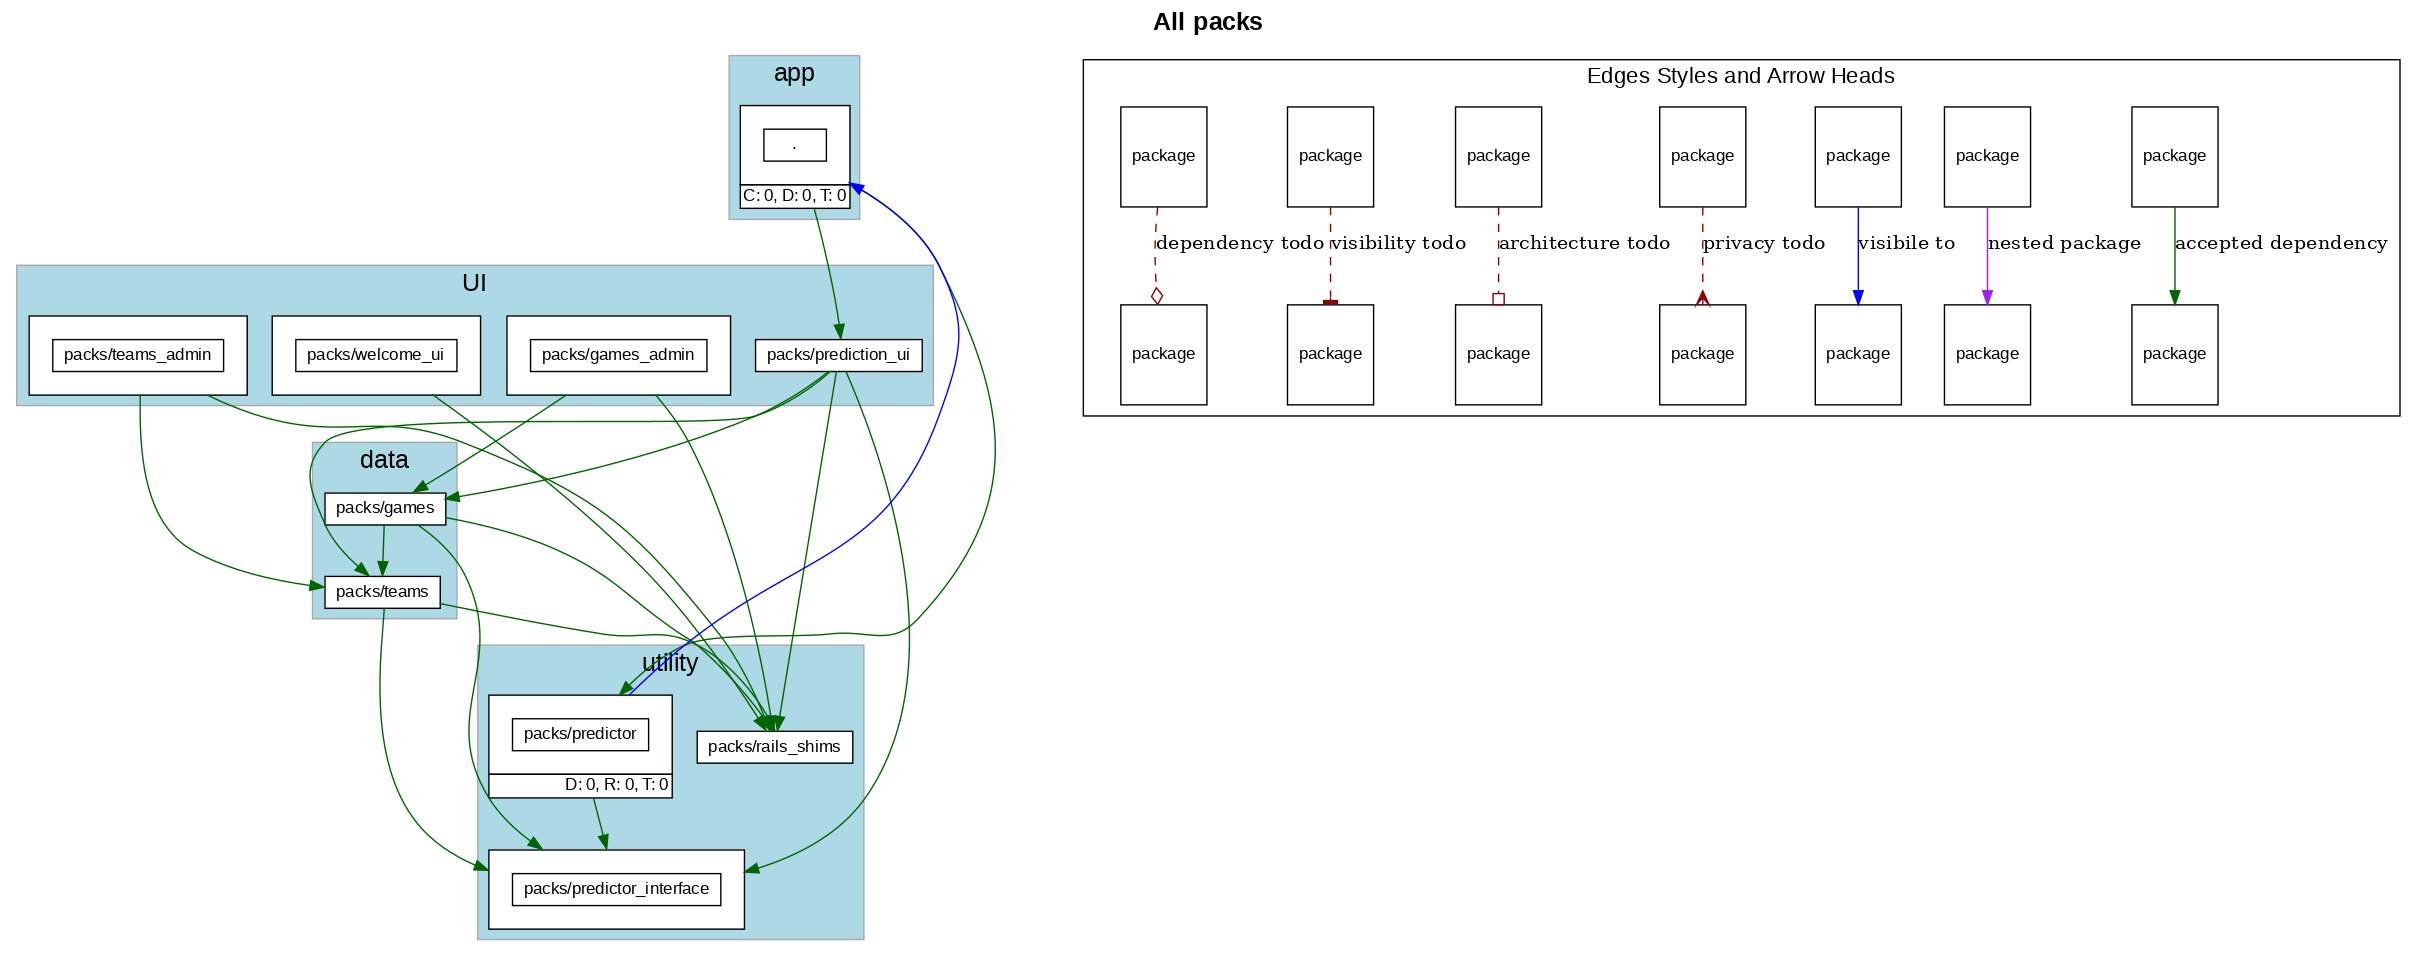 All packs
app
.
C: 0, D: 0, T: 0
UI
packs/teams_admin
packs/welcome_ui
packs/games_admin
packs/prediction_ui
data
packs/games
packs/teams
utility
packs/predictor
D: 0, R: 0, T: 0
packs/rails_shims
packs/predictor_interface
Edges Styles and Arrow Heads
package
package
package
package
package
package
package
dependency todo
visibility todo
architecture todo
privacy todo
visibile to
nested package
accepted dependency
package
package
package
package
package
package
package